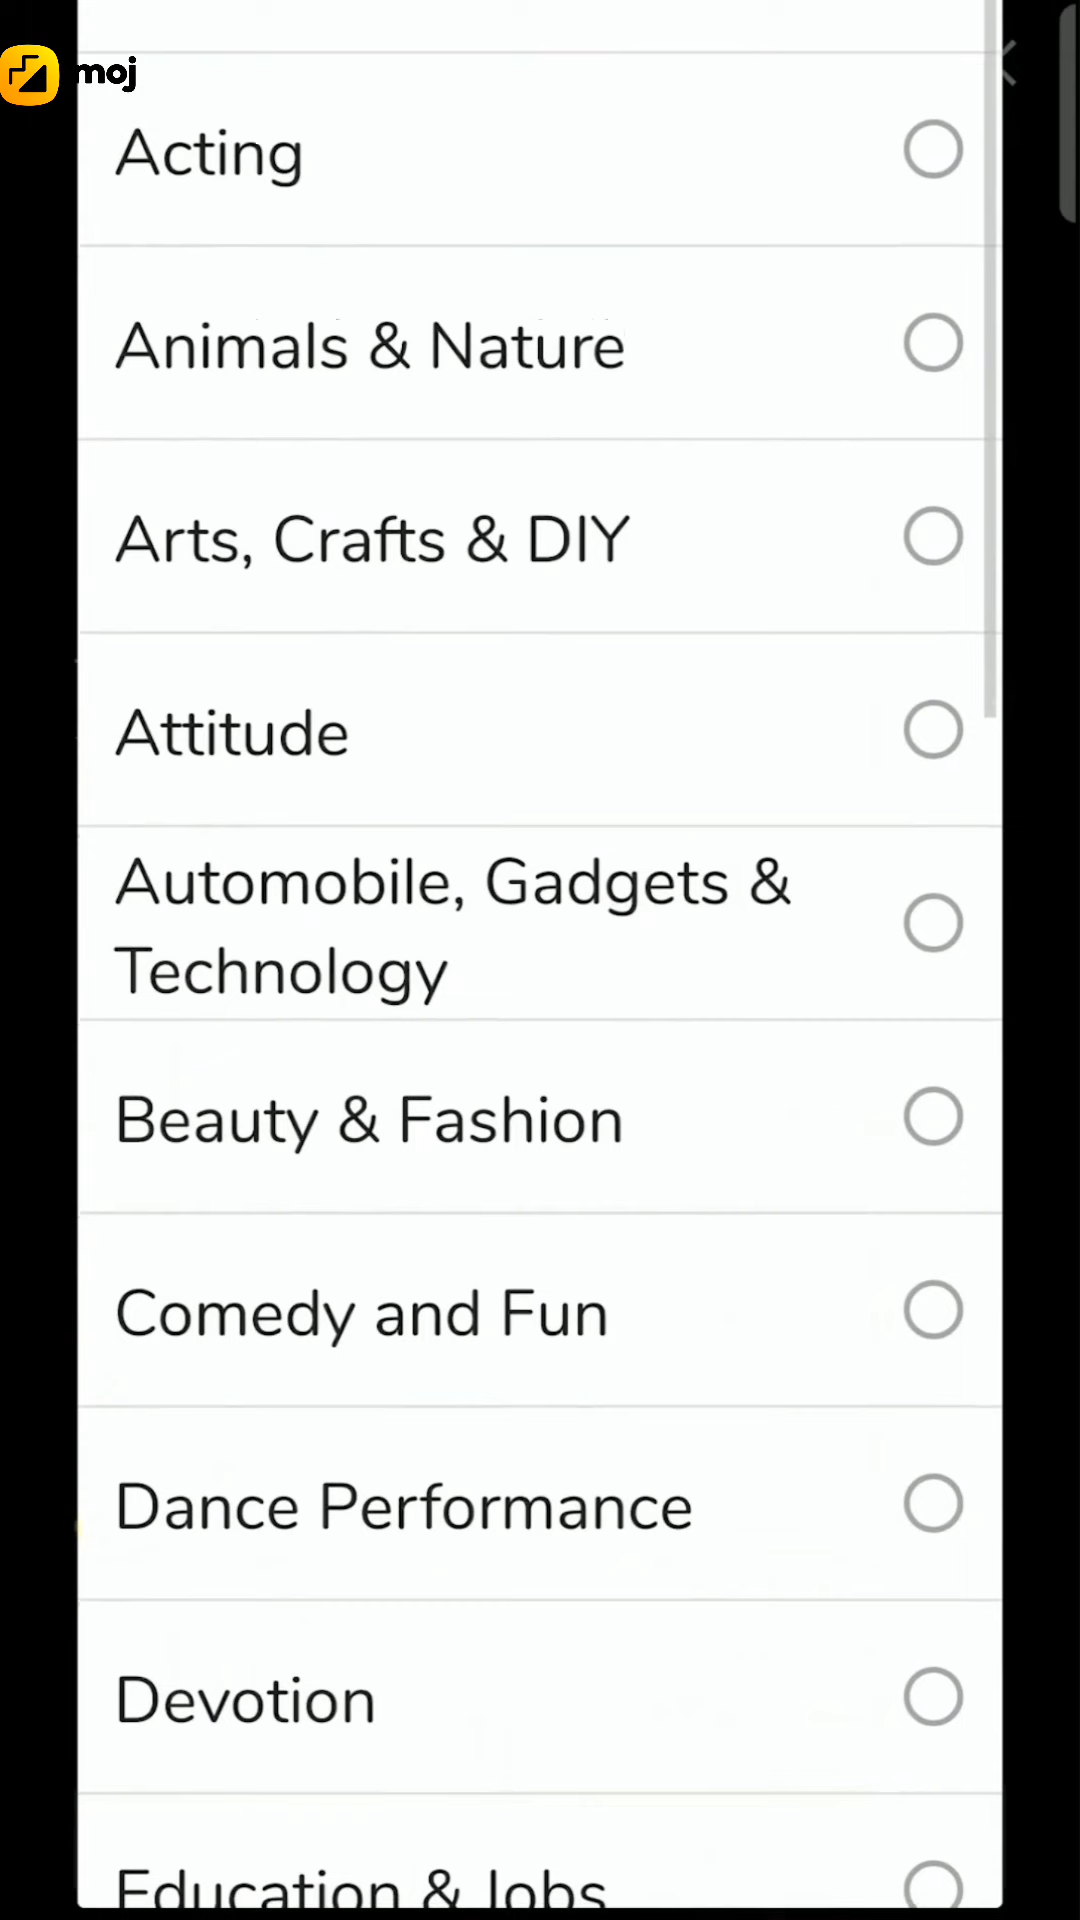 moj
Acting
Animals & Nature
Arts, Crafts & DIY
Attitude
Automobile, Gadgets &
Technology
Beauty & Fashion
Comedy and Fun
Dance Performance
Devotion
Education & Jobs